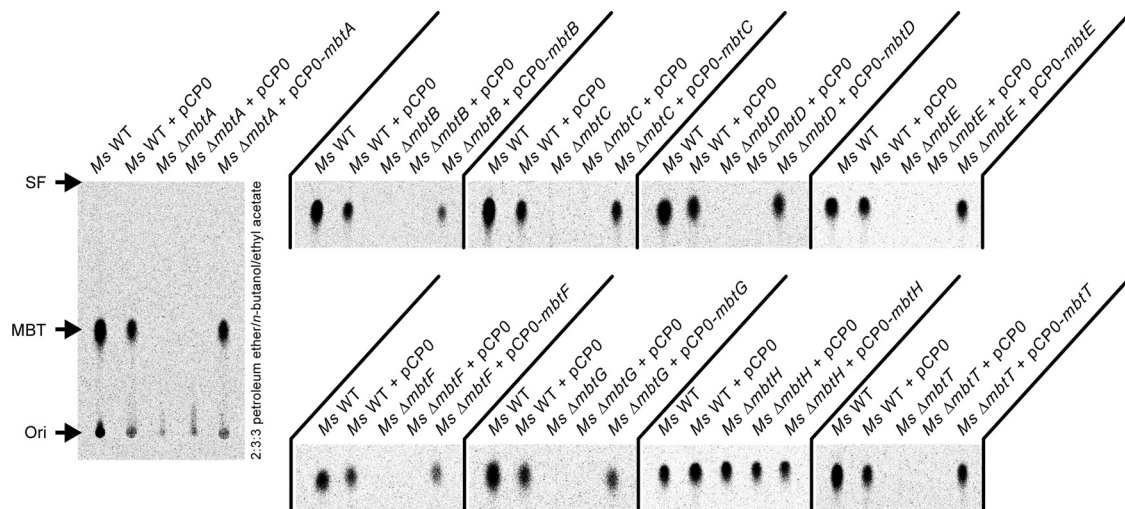 Ms WT
Ms WT + pCP0
Ms ΔmbtA
Ms ΔmbtA + pCP0
Ms ΔmbtA + pCP0-mbtA
SF
MBT
Ori
2:3:3 petroleum ether/n-butanol/ethyl acetate
Ms WT
Ms WT + pCP0
Ms ΔmbtB
Ms ΔmbtB + pCP0
Ms ΔmbtB + pCP0-mbtB
Ms WT
Ms WT + pCP0
Ms ΔmbtC
Ms ΔmbtC + pCP0
Ms ΔmbtC + pCP0-mbtC
Ms WT
Ms WT + pCP0
Ms ΔmbtD
Ms ΔmbtD + pCP0
Ms ΔmbtD + pCP0-mbtD
Ms WT
Ms WT + pCP0
Ms ΔmbtE
Ms ΔmbtE + pCP0
Ms ΔmbtE + pCP0-mbtE
Ms WT
Ms WT + pCP0
Ms ΔmbtF
Ms ΔmbtF + pCP0
Ms ΔmbtF + pCP0-mbtF
Ms WT
Ms WT + pCP0
Ms ΔmbtG
Ms ΔmbtG + pCP0
Ms ΔmbtG + pCP0-mbtG
Ms WT
Ms WT + pCP0
Ms ΔmbtH
Ms ΔmbtH + pCP0
Ms ΔmbtH + pCP0-mbtH
Ms WT
Ms WT + pCP0
Ms ΔmbtT
Ms ΔmbtT + pCP0
Ms ΔmbtT + pCP0-mbtT